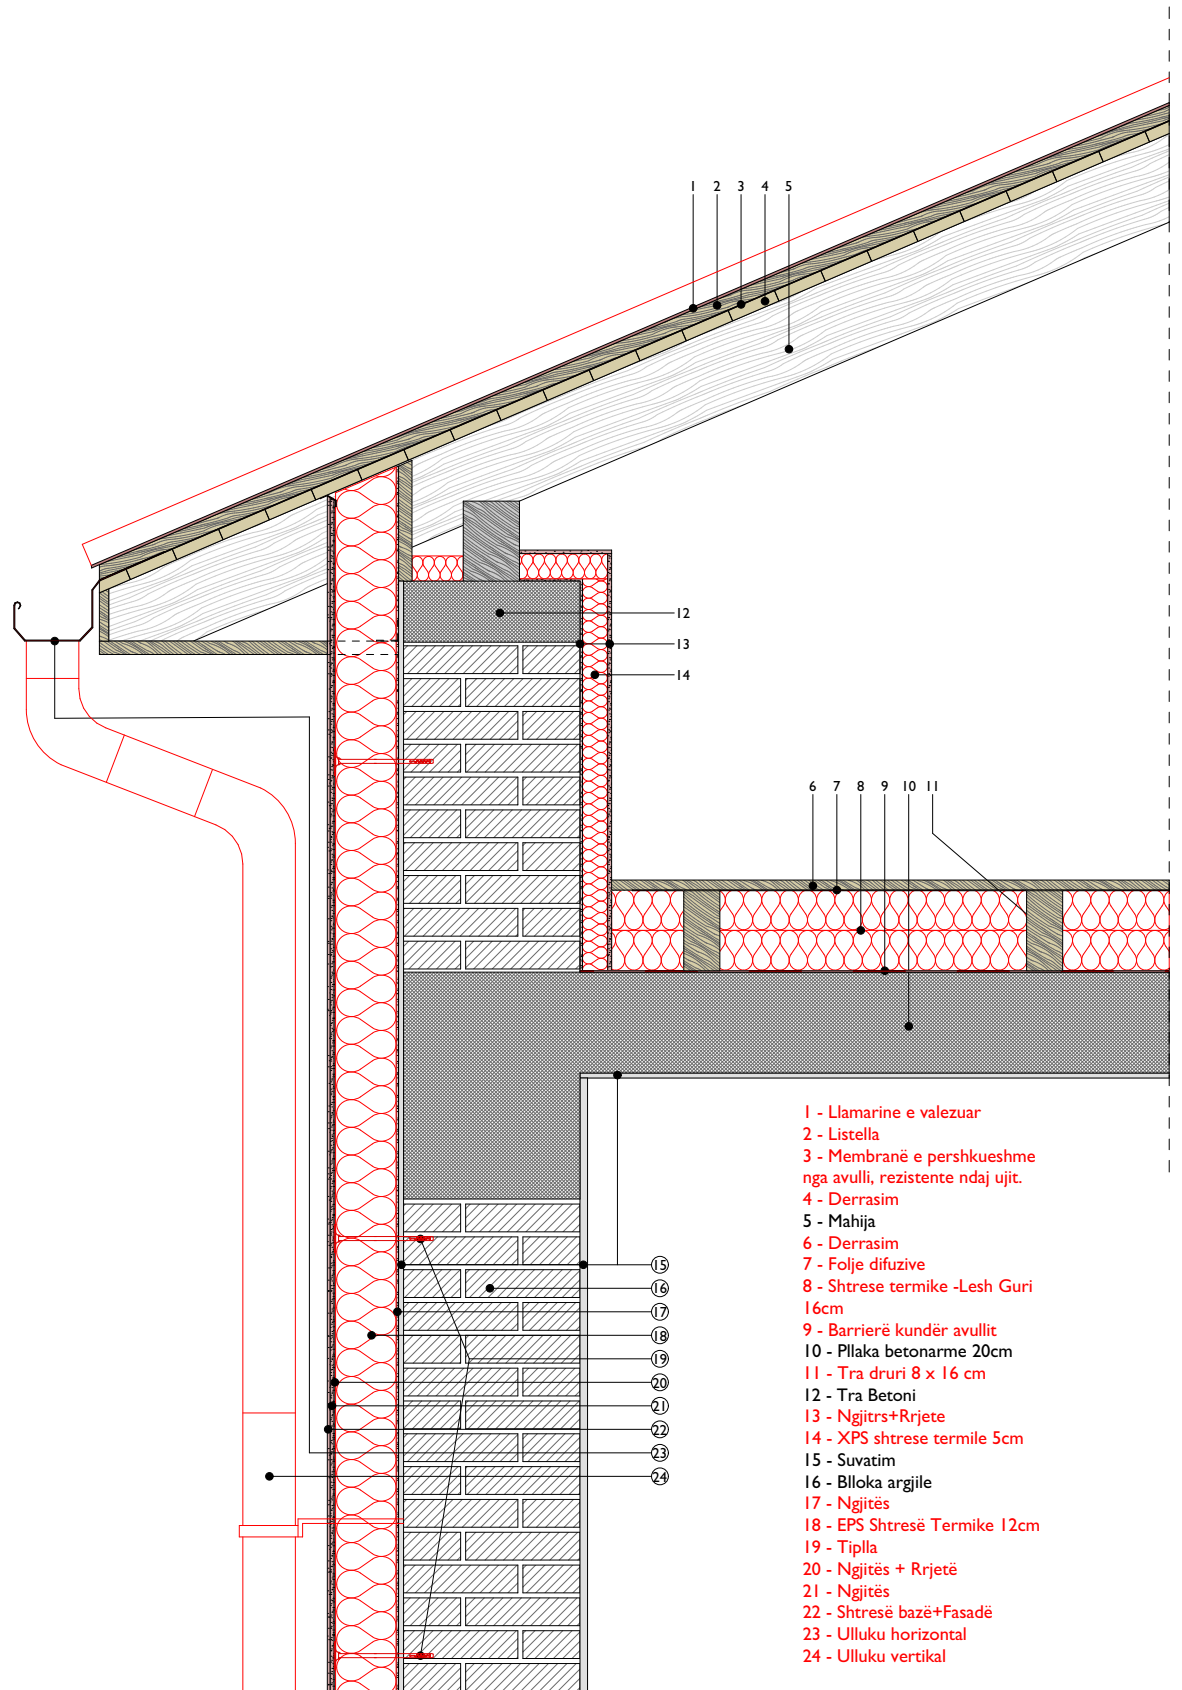 1 2 3 4 5
12
13
14
6 7 8 9 10 11
15
16
17
18
19
20
21
22
23
24
1 - Llamarine e valezuar
2 - Listella
3 - Membranë e pershkueshme
nga avulli, rezistente ndaj ujit.
4 - Derrasim
5 - Mahija
6 - Derrasim
7 - Folje difuzive
8 - Shtrese termike -Lesh Guri
16cm
9 - Barrierë kundër avullit
10 - Pllaka betonarme 20cm
11 - Tra druri 8 x 16 cm
12 - Tra Betoni
13 - Ngjitrs+Rrjete
14 - XPS shtrese termile 5cm
15 - Suvatim
16 - Blloka argjile
17 - Ngjitës
18 - EPS Shtresë Termike 12cm
19 - Tiplla
20 - Ngjitës + Rrjetë
21 - Ngjitës
22 - Shtresë bazë+Fasadë
23 - Ulluku horizontal
24 - Ulluku vertikal